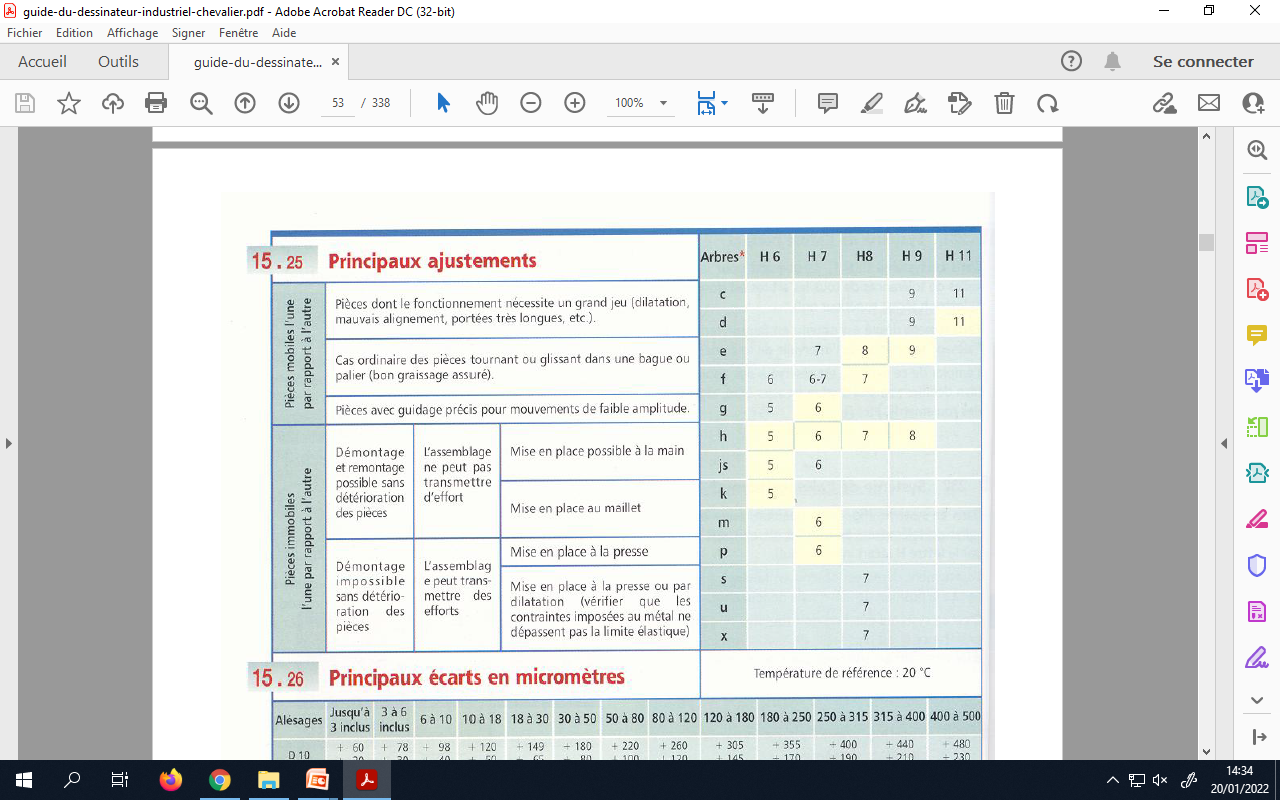 guide-du-dessinateur-industriel-chevalier.pdf - Adobe Acrobat Reader DC (32-bit)
Fichier Edition Affichage Signer Fenêtre Aide
Accueil Outils guide-du-dessinate... × Se connecter
53 / 338 100%
15.25 Principaux ajustements
Arbres* H 6 H 7 H8 H 9 H 11
Pièces mobiles l'une
par rapport à l'autre
Pièces dont le fonctionnement nécessite un grand jeu (dilatation,
mauvais alignement, portées très longues, etc.).
c 9 11
d 9 11
Cas ordinaire des pièces tournant ou glissant dans une bague ou
palier (bon graissage assuré).
e 7 8 9
f 6 6-7 7
Pièces avec guidage précis pour mouvements de faible amplitude.
g 5 6
Pièces immobiles
l'une par rapport à l'autre
Démontage
et remontage
possible sans
détérioration
des pièces
L'assemblage
ne peut pas
transmettre
d'effort
Mise en place possible à la main
h 5 6 7 8
js 5 6
Mise en place au maillet
k 5
m 6
Démontage
impossible
sans détério-
ration des
pièces
L'assemblag
e peut trans-
mettre des
efforts
Mise en place à la presse
p 6
Mise en place à la presse ou par
dilatation (vérifier que les
contraintes imposées au métal ne
dépassent pas la limite élastique)
s 7
u 7
x 7
15.26 Principaux écarts en micromètres
Température de référence : 20 °C
Alésages Jusqu'à 3 inclus 3 à 6 inclus 6 à 10 10 à 18 18 à 30 30 à 50 50 à 80 80 à 120 120 à 180 180 à 250 250 à 315 315 à 400 400 à 500
D 10 + 60 + 78 + 98 + 120 + 149 + 180 + 220 + 260 + 305 + 355 + 400 + 440 + 480
14:34
20/01/2022